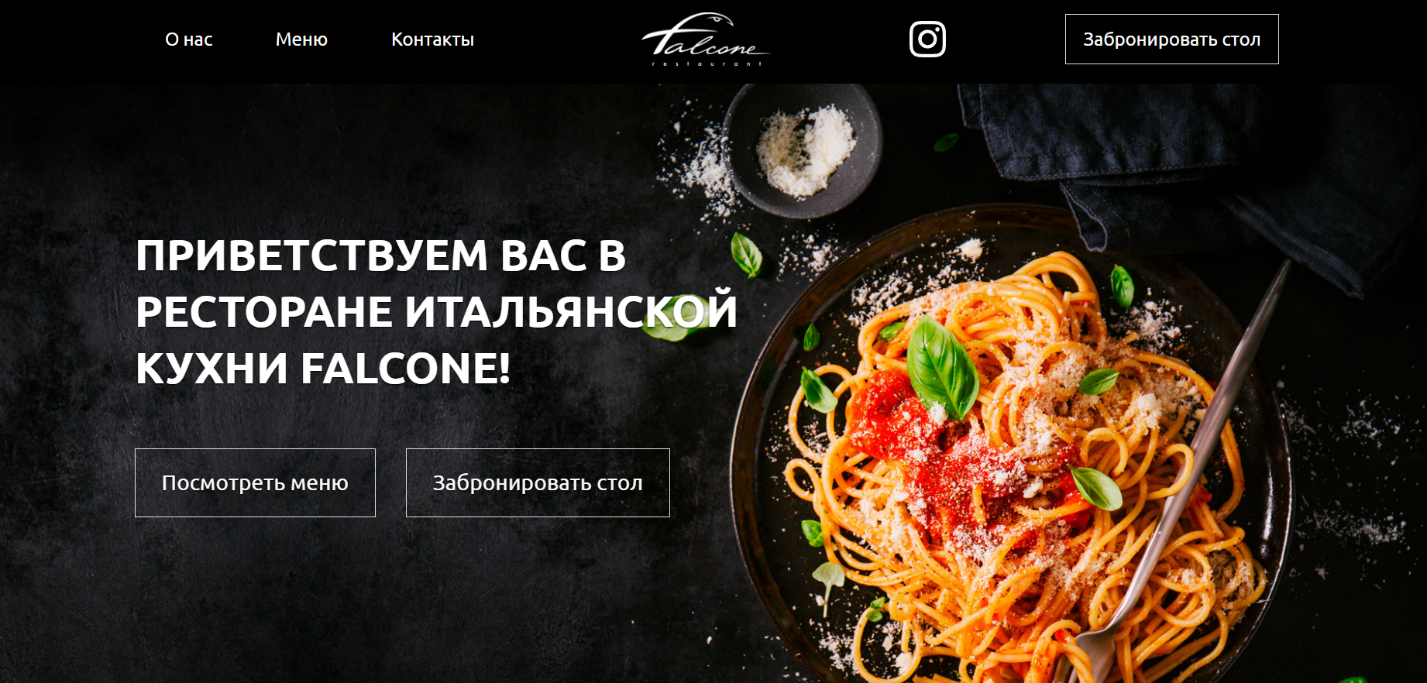 О нас
Меню
Контакты
Falcone
restaurant
Забронировать стол
ПРИВЕТСТВУЕМ ВАС В
РЕСТОРАНЕ ИТАЛЬЯНСКОЙ
КУХНИ FALCONE!
Посмотреть меню
Забронировать стол